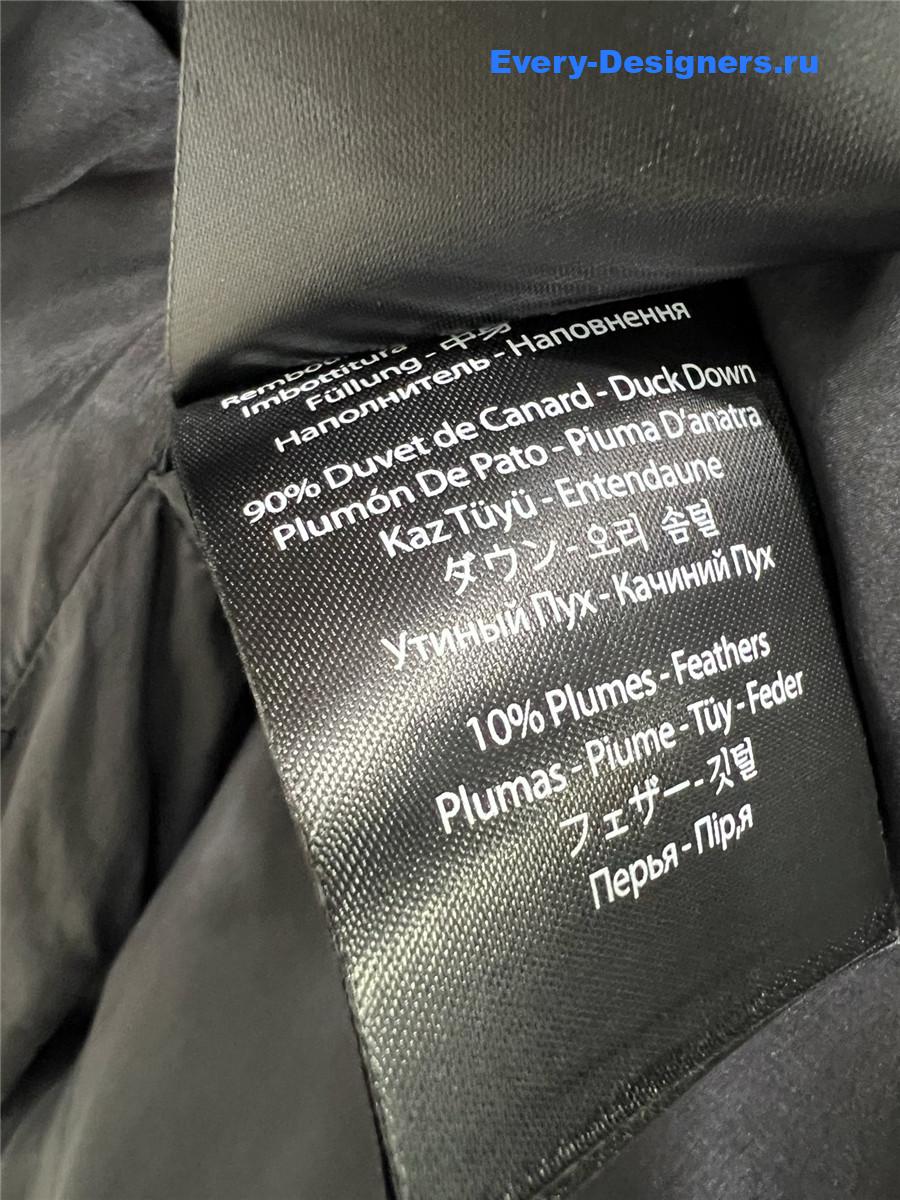 Every-Designers.ru
Imbottitura
Füllung - 中身
Наполнитель - Наповнення
90% Duvet de Canard - Duck Down
Plumón De Pato - Piuma D'anatra
Kaz Tüyü - Entendaune
ダウン - 오리 솜털
Утиный Пух - Качиний Пух
10% Plumes - Feathers
Plumas - Piume - Tüy - Feder
フェザー - 깃털
Перья - Пір,я